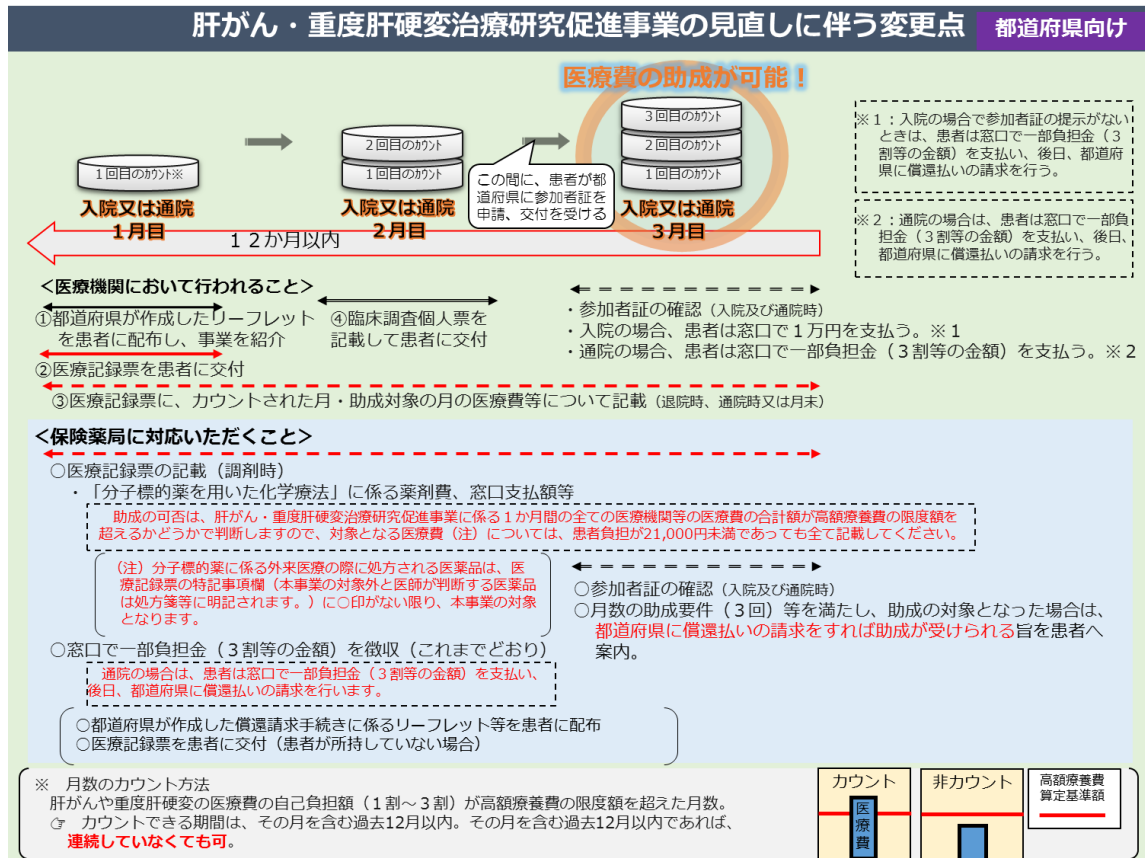 肝がん・重度肝硬変治療研究促進事業の見直しに伴う変更点
都道府県向け
医療費の助成が可能！
1回目のカウント※
入院又は通院
1月目
2回目のカウント
1回目のカウント
入院又は通院
2月目
この間に、患者が都
道府県に参加者証を
申請、交付を受ける
3回目のカウント
2回目のカウント
1回目のカウント
入院又は通院
3月目
１２か月以内
※１：入院の場合で参加者証の提示がない
ときは、患者は窓口で一部負担金（３
割等の金額）を支払い、後日、都道府
県に償還払いの請求を行う。
※２：通院の場合は、患者は窓口で一部負
担金（３割等の金額）を支払い、後日、
都道府県に償還払いの請求を行う。
＜医療機関において行われること＞
①都道府県が作成したリーフレット
を患者に配布し、事業を紹介
②医療記録票を患者に交付
④臨床調査個人票を
記載して患者に交付
・参加者証の確認（入院及び通院時）
・入院の場合、患者は窓口で１万円を支払う。※１
・通院の場合、患者は窓口で一部負担金（３割等の金額）を支払う。※２
③医療記録票に、カウントされた月・助成対象の月の医療費等について記載（退院時、通院時又は月末）
＜保険薬局に対応いただくこと＞
○医療記録票の記載（調剤時）
・「分子標的薬を用いた化学療法」に係る薬剤費、窓口支払額等
助成の可否は、肝がん・重度肝硬変治療研究促進事業に係る１か月間の全ての医療機関等の医療費の合計額が高額療養費の限度額を
超えるかどうかで判断しますので、対象となる医療費（注）については、患者負担が21,000円未満であっても全て記載してください。
（注）分子標的薬に係る外来医療の際に処方される医薬品は、医
療記録票の特記事項欄（本事業の対象外と医師が判断する医薬品
は処方箋等に明記されます。）に○印がない限り、本事業の対象
となります。
○窓口で一部負担金（３割等の金額）を徴収（これまでどおり）
通院の場合は、患者は窓口で一部負担金（３割等の金額）を支払い、
後日、都道府県に償還払いの請求を行います。
○都道府県が作成した償還請求手続きに係るリーフレット等を患者に配布
○医療記録票を患者に交付（患者が所持していない場合）
○参加者証の確認（入院及び通院時）
○月数の助成要件（３回）等を満たし、助成の対象となった場合は、
都道府県に償還払いの請求をすれば助成が受けられる旨を患者へ
案内。
※　月数のカウント方法
肝がんや重度肝硬変の医療費の自己負担額（１割～３割）が高額療養費の限度額を超えた月数。
☞　カウントできる期間は、その月を含む過去12月以内。その月を含む過去12月以内であれば、
連続していなくても可。
カウント
医療費
非カウント
高額療養費
算定基準額